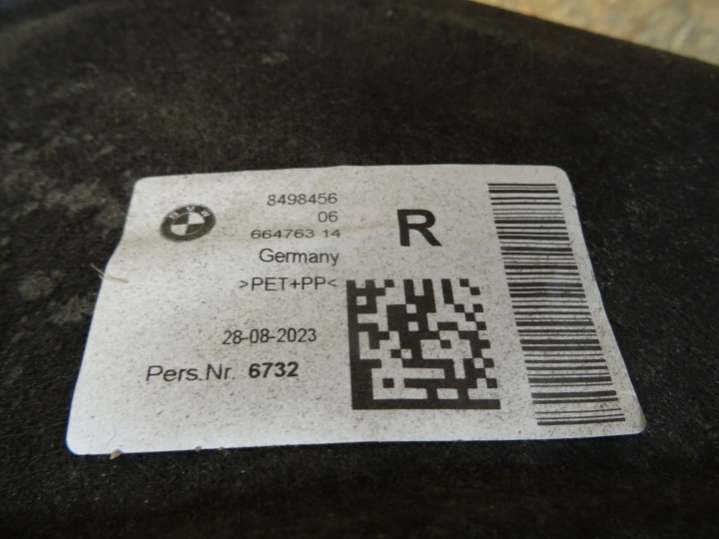 8498456
06
664763 14
R
Germany
>PET+PP<
28-08-2023
Pers.Nr. 6732